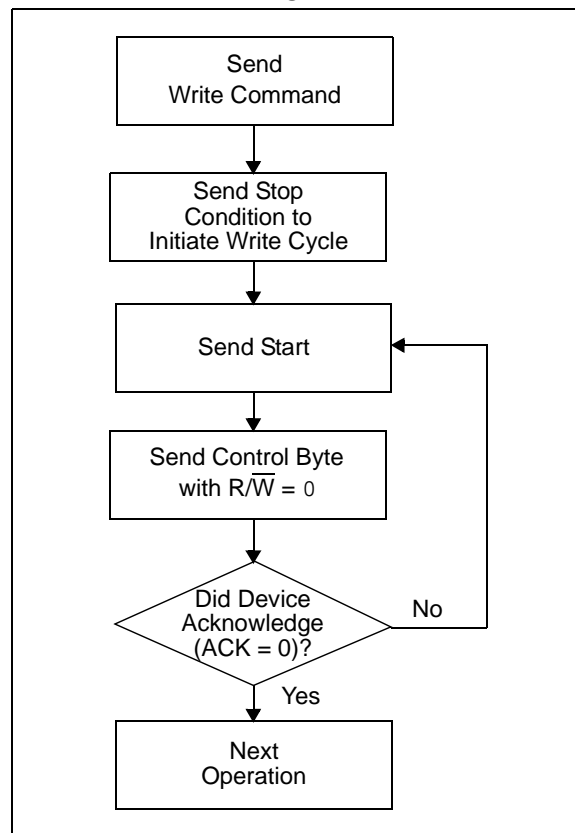 Send
Write Command
Send Stop
Condition to
Initiate Write Cycle
Send Start
Send Control Byte
with R/W̅ = 0
Did Device
Acknowledge
(ACK = 0)?
No
Yes
Next
Operation